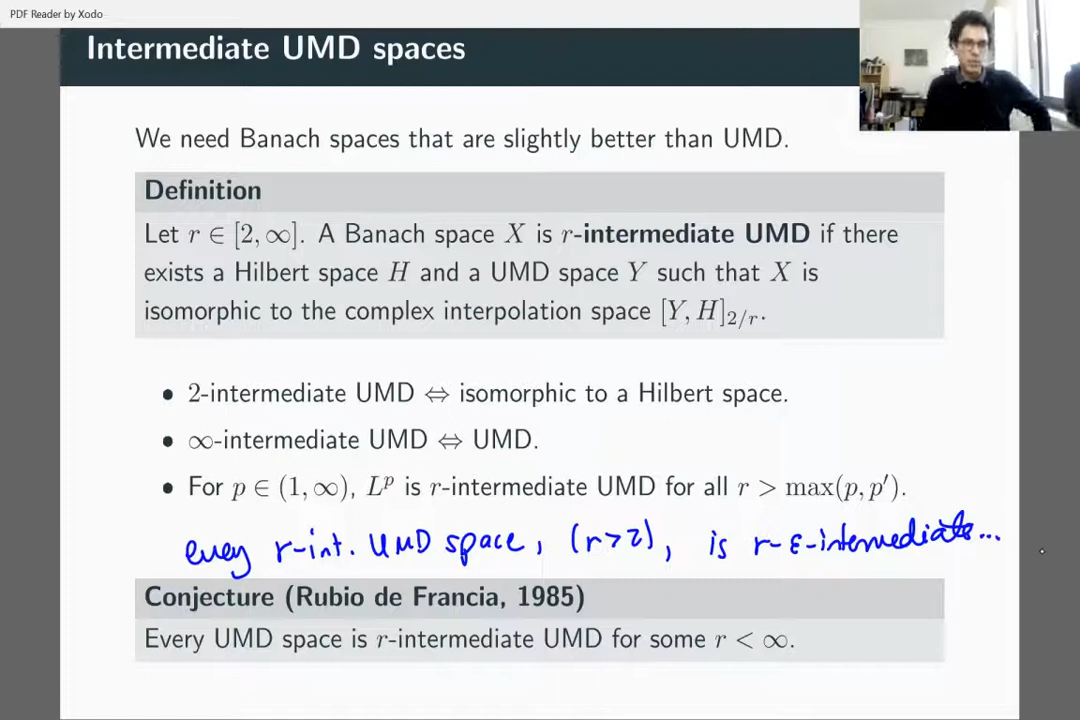 PDF Reader by Xodo
Intermediate UMD spaces
We need Banach spaces that are slightly better than UMD.
Definition
Let r ∈ [2, ∞]. A Banach space X is r-intermediate UMD if there
exists a Hilbert space H and a UMD space Y such that X is
isomorphic to the complex interpolation space [Y, H]_{2/r}.
• 2-intermediate UMD ⇔ isomorphic to a Hilbert space.
• ∞-intermediate UMD ⇔ UMD.
• For p ∈ (1, ∞), L^p is r-intermediate UMD for all r > max(p, p′).
every r-int. UMD space, (r>2), is r-ε-intermediate...
Conjecture (Rubio de Francia, 1985)
Every UMD space is r-intermediate UMD for some r < ∞.